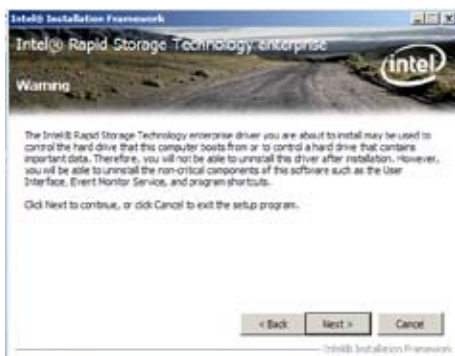 Intel® Installation Framework
Intel® Rapid Storage Technology enterprise
intel
Warning
The Intel® Rapid Storage Technology enterprise driver you are about to install may be used to
control the hard drive that this computer boots from or to control a hard drive that contains
important data. Therefore, you will not be able to uninstall this driver after installation. However,
you will be able to uninstall the non-critical components of this software such as the User
Interface, Event Monitor Service, and program shortcuts.
Click Next to continue, or click Cancel to exit the setup program.
< Back
Next >
Cancel
Intel® Installation Framework